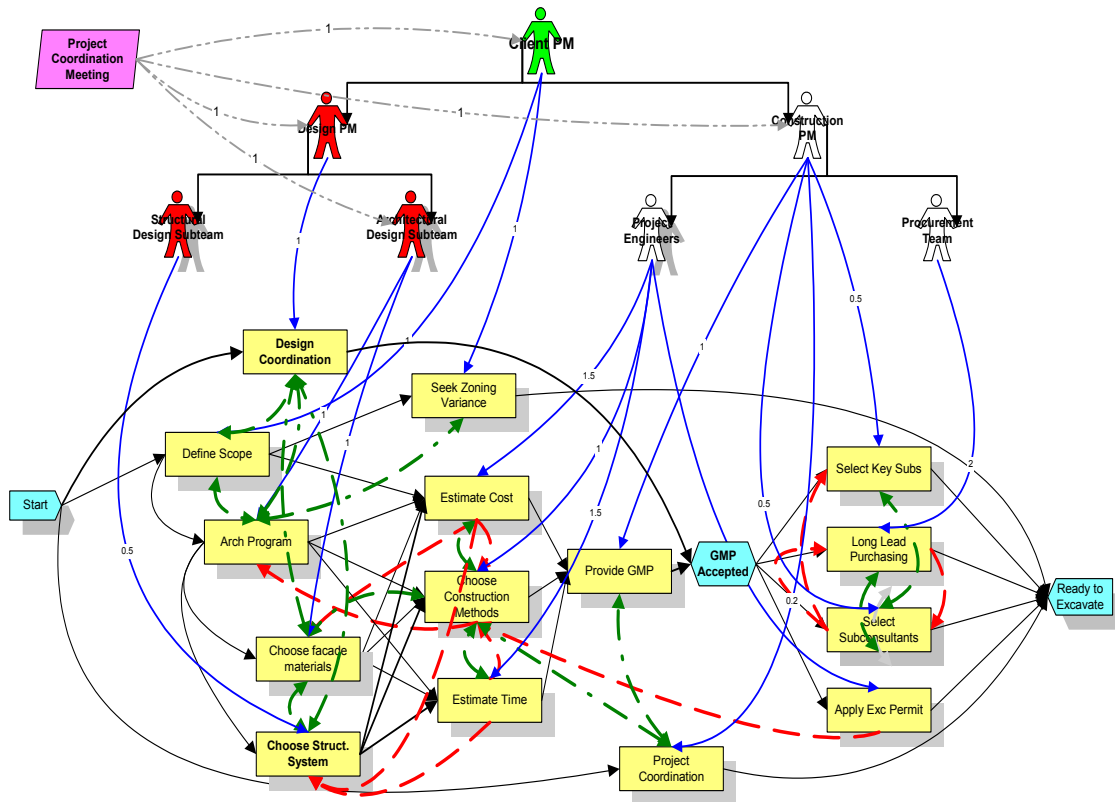 Project
Coordination
Meeting
1
Client PM
1
1
Design PM
Construction
PM
1
Structural
Design Subteam
Architectural
Design Subteam
Project
Engineers
Procurement
Team
1
1
0.5
Design
Coordination
1
1
Seek Zoning
Variance
1.5
1
Define Scope
1
1
Select Key Subs
2
Start
Estimate Cost
0.5
1.5
Arch Program
Long Lead
Purchasing
0.5
Provide GMP
GMP
Accepted
Choose
Construction
Methods
Ready to
Excavate
0.2
Select
Subconsultants
Choose facade
materials
Estimate Time
Apply Exc Permit
Choose Struct.
System
Project
Coordination